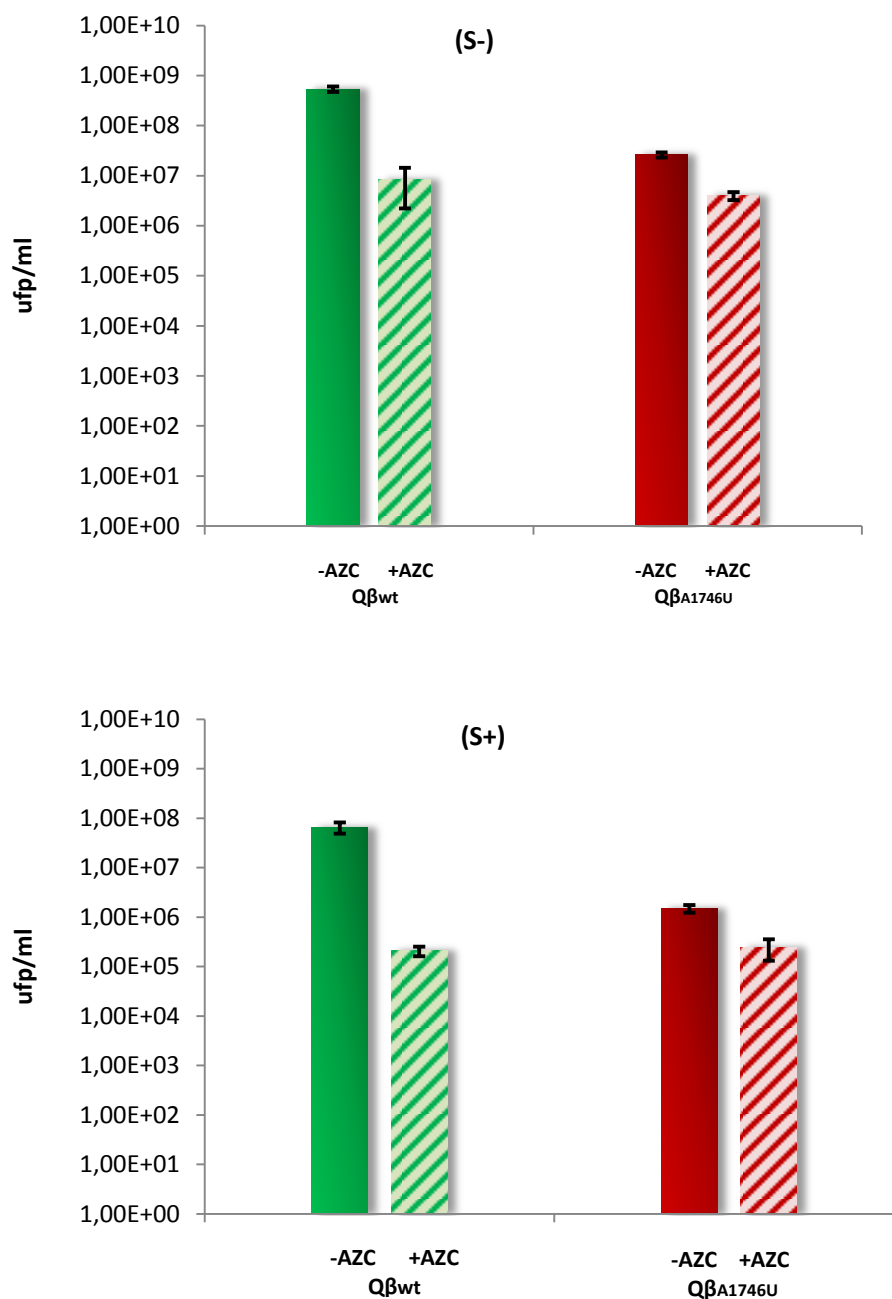 (S-)
1,00E+10
1,00E+09
1,00E+08
1,00E+07
1,00E+06
1,00E+05
1,00E+04
1,00E+03
1,00E+02
1,00E+01
1,00E+00
ufp/ml
-AZC +AZC -AZC +AZC
Qβwt QβA1746U
(S+)
1,00E+10
1,00E+09
1,00E+08
1,00E+07
1,00E+06
1,00E+05
1,00E+04
1,00E+03
1,00E+02
1,00E+01
1,00E+00
ufp/ml
-AZC +AZC -AZC +AZC
Qβwt QβA1746U